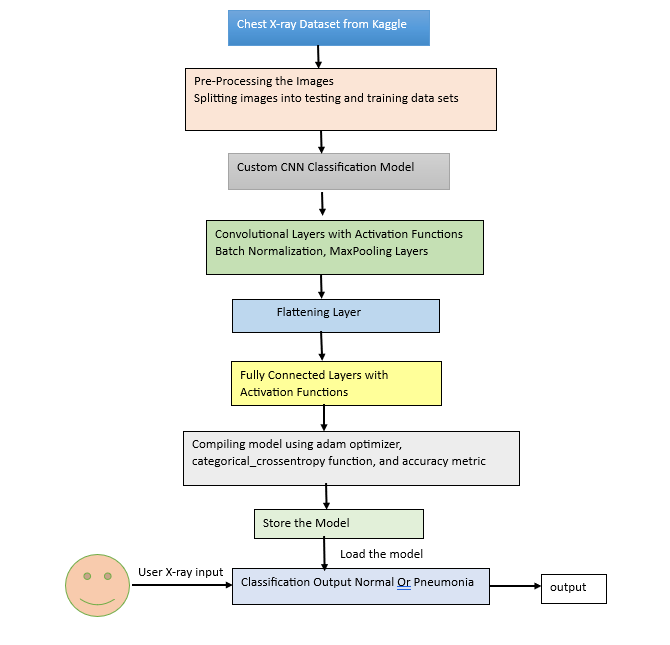 Chest X-ray Dataset from Kaggle
Pre-Processing the Images
Splitting images into testing and training data sets
Custom CNN Classification Model
Convolutional Layers with Activation Functions
Batch Normalization, MaxPooling Layers
Flattening Layer
Fully Connected Layers with
Activation Functions
Compiling model using adam optimizer,
categorical_crossentropy function, and accuracy metric
Store the Model
Load the model
User X-ray input
Classification Output Normal Or Pneumonia
output